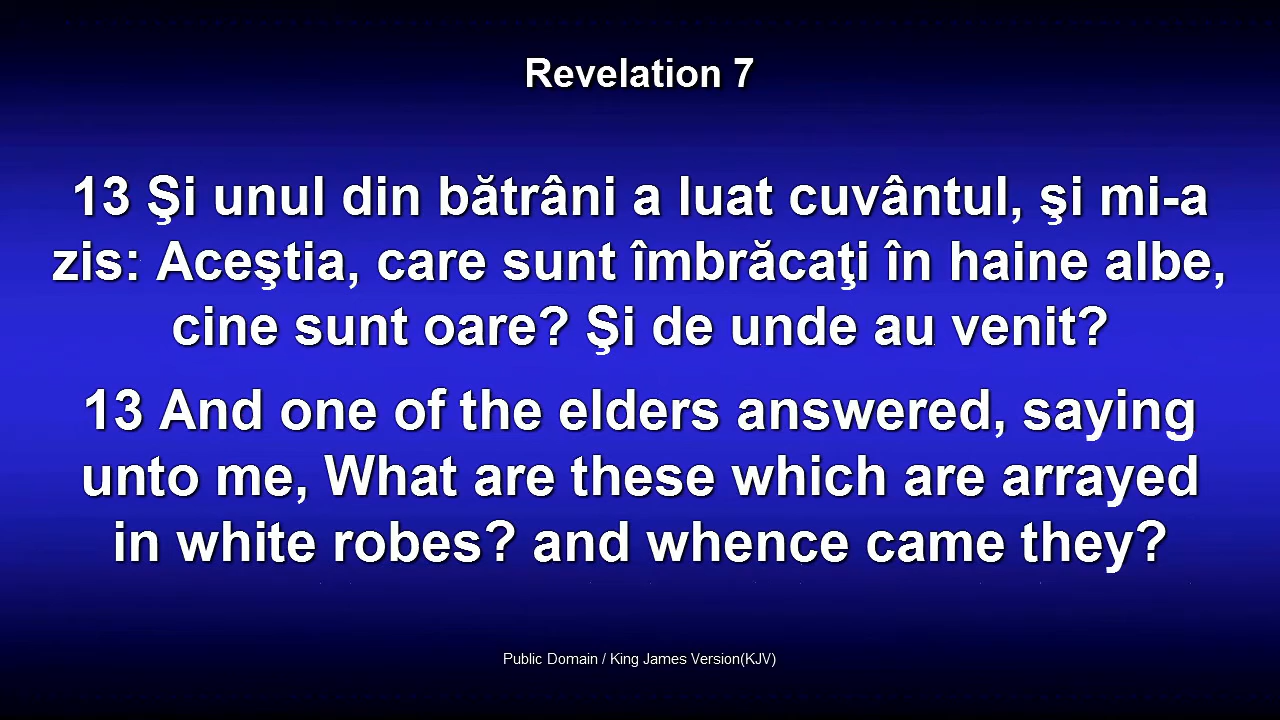 Revelation 7
13 Şi unul din bătrâni a luat cuvântul, şi mi-a
zis: Aceştia, care sunt îmbrăcaţi în haine albe,
cine sunt oare? Şi de unde au venit?
13 And one of the elders answered, saying
unto me, What are these which are arrayed
in white robes? and whence came they?
Public Domain / King James Version(KJV)